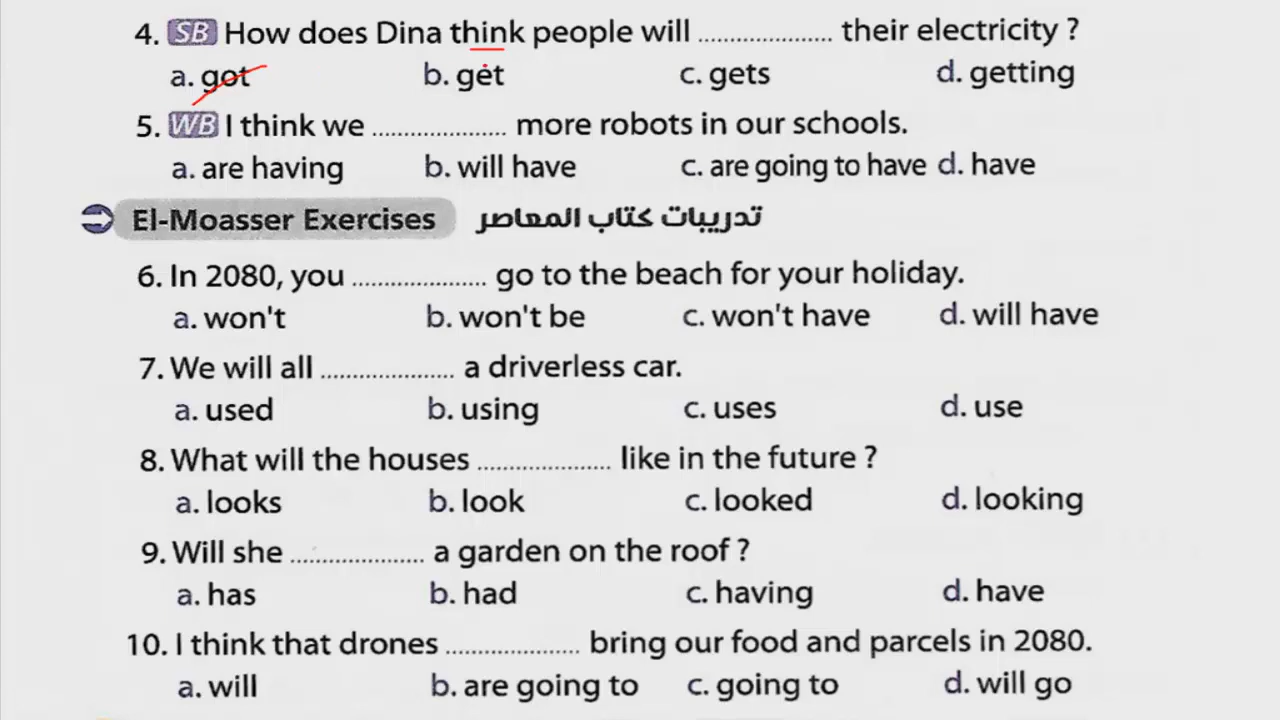 4. SB How does Dina think people will .................... their electricity ?
a. got b. get c. gets d. getting
5. WB I think we .................... more robots in our schools.
a. are having b. will have c. are going to have d. have
El-Moasser Exercises تدريبات كتاب المعاصر
6. In 2080, you .................... go to the beach for your holiday.
a. won't b. won't be c. won't have d. will have
7. We will all .................... a driverless car.
a. used b. using c. uses d. use
8. What will the houses .................... like in the future ?
a. looks b. look c. looked d. looking
9. Will she .................... a garden on the roof ?
a. has b. had c. having d. have
10. I think that drones .................... bring our food and parcels in 2080.
a. will b. are going to c. going to d. will go